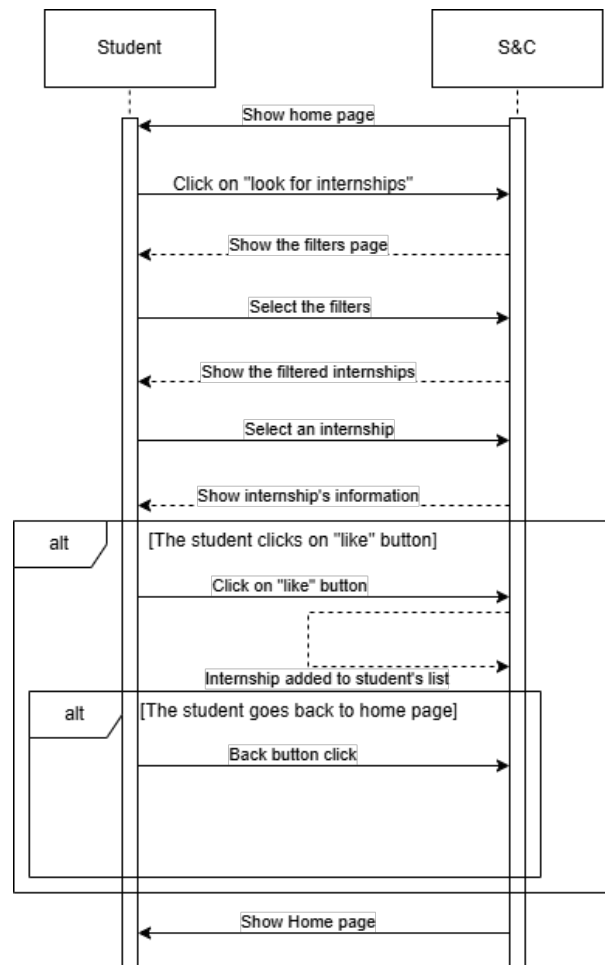 Student
S&C
Show home page
Click on "look for internships"
Show the filters page
Select the filters
Show the filtered internships
Select an internship
Show internship's information
alt
[The student clicks on "like" button]
Click on "like" button
Internship added to student's list
alt
[The student goes back to home page]
Back button click
Show Home page